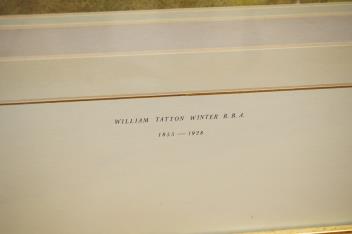 WILLIAM TATTON WINTER R.B.A.
1855—1928